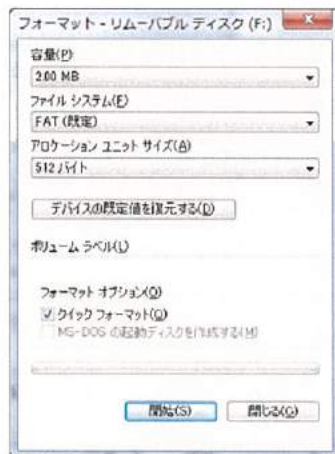 フォーマット - リムーバブル ディスク (F:)
容量(P)
2.00 MB
ファイル システム(F)
FAT (既定)
アロケーション ユニット サイズ(A)
512 バイト
デバイスの既定値を復元する(D)
ボリューム ラベル(L)
フォーマット オプション(O)
クイック フォーマット(Q)
MS-DOS の起動ディスクを作成する(M)
開始(S)
閉じる(C)